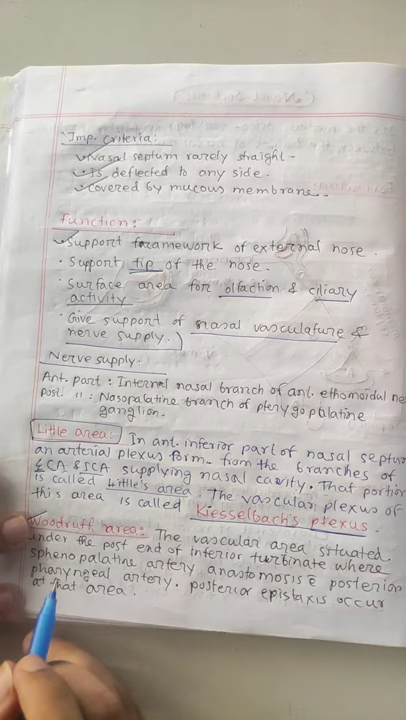 Imp. criteria:
Nasal septum rarely straight -
Is deflected to any side.
Covered by mucous membrane.
Function:
Support framework of external nose.
· Support tip of the nose.
· Surface area for olfaction & ciliary
activity
· Give support of nasal vasculature &
nerve supply.)
Nerve supply:
Ant. part : Internal nasal branch of ant. ethomoidal ne
post. " : Nasopalatine branch of pterygopalatine
ganglion.
Little area: In ant. inferior part of nasal septum
an arterial plexus form. from the branches of
ECA & ICA supplying nasal cavity. That portion
is called Little's area. The vascular plexus of
this area is called Kiesselbach's plexus.
Woodruff area: The vascular area situated.
under the post end of inferior turbinate where
sphenopalatine artery anastomosis c̄ posterior
pharyngeal artery. posterior epistaxis occur
at that area.